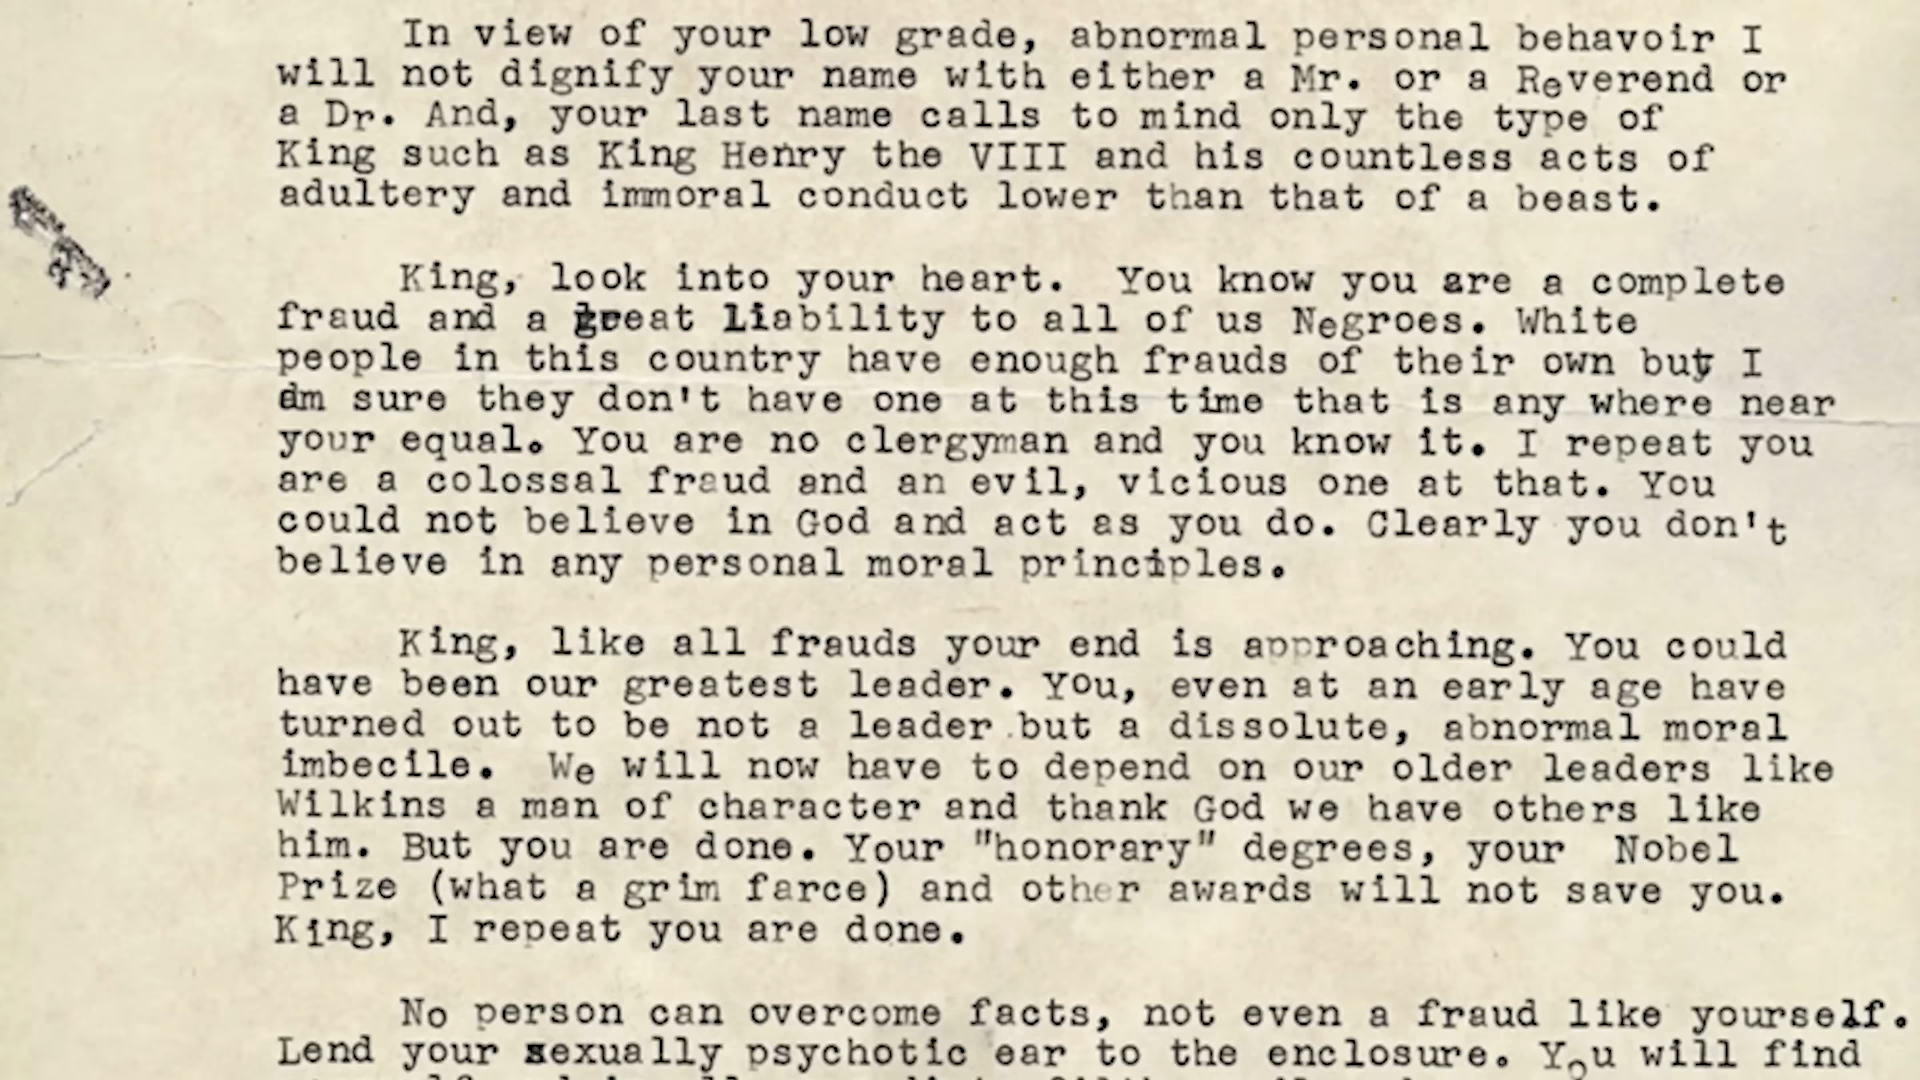 In view of your low grade, abnormal personal behavoir I
will not dignify your name with either a Mr. or a Reverend or
a Dr. And, your last name calls to mind only the type of
King such as King Henry the VIII and his countless acts of
adultery and immoral conduct lower than that of a beast.
King, look into your heart. You know you are a complete
fraud and a great liability to all of us Negroes. White
people in this country have enough frauds of their own but I
am sure they don't have one at this time that is any where near
your equal. You are no clergyman and you know it. I repeat you
are a colossal fraud and an evil, vicious one at that. You
could not believe in God and act as you do. Clearly you don't
believe in any personal moral principles.
King, like all frauds your end is approaching. You could
have been our greatest leader. You, even at an early age have
turned out to be not a leader but a dissolute, abnormal moral
imbecile. We will now have to depend on our older leaders like
Wilkins a man of character and thank God we have others like
him. But you are done. Your "honorary" degrees, your Nobel
Prize (what a grim farce) and other awards will not save you.
King, I repeat you are done.
No person can overcome facts, not even a fraud like yourself.
Lend your sexually psychotic ear to the enclosure. You will find